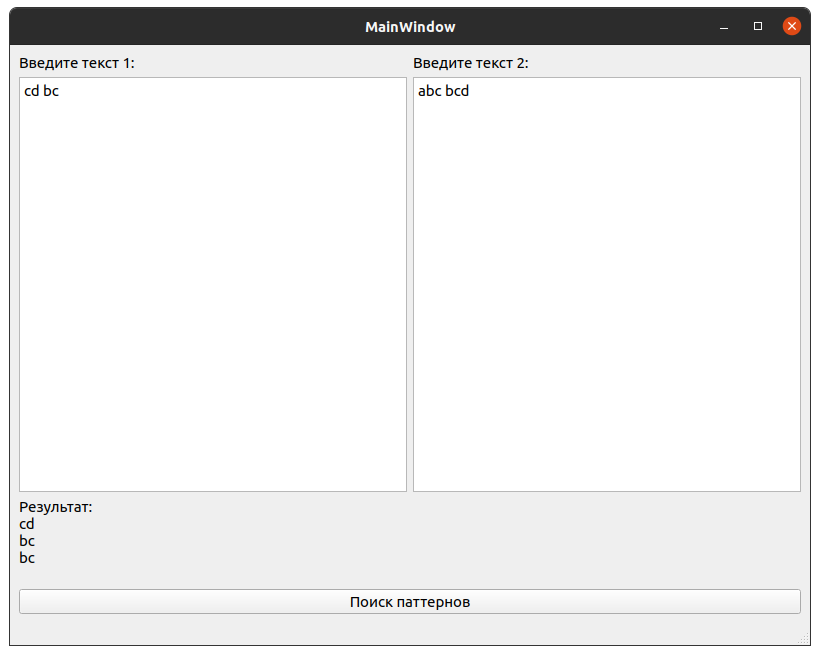 MainWindow
Введите текст 1:
Введите текст 2:
cd bc
abc bcd
Результат:
cd
bc
bc
Поиск паттернов